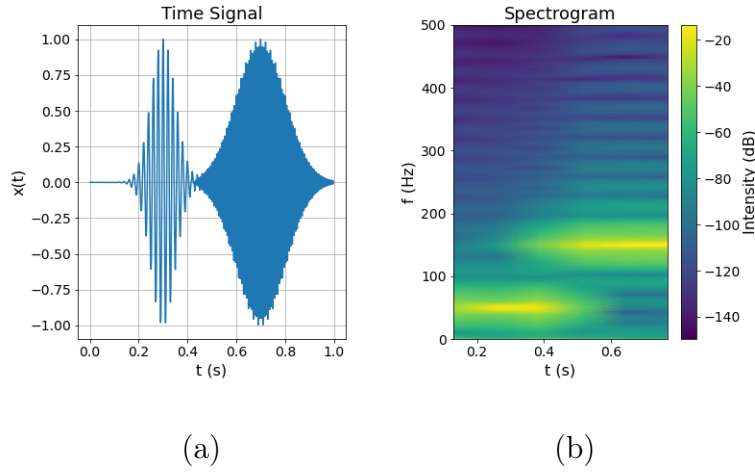 Time Signal
1.00
0.75
0.50
0.25
0.00
−0.25
−0.50
−0.75
−1.00
x(t)
0.0 0.2 0.4 0.6 0.8 1.0
t (s)
(a)
Spectrogram
500
400
300
200
100
0
f (Hz)
0.2 0.4 0.6
t (s)
−20
−40
−60
−80
−100
−120
−140
Intensity (dB)
(b)